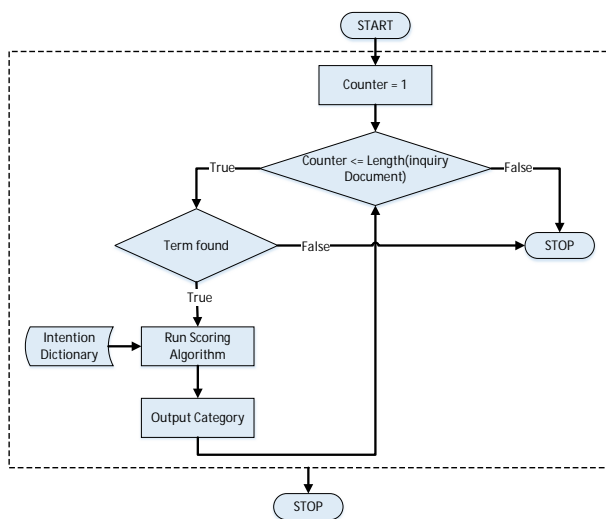 START
Counter = 1
Counter <= Length(inquiry
Document)
True
False
Term found
False
STOP
True
Intention
Dictionary
Run Scoring
Algorithm
Output Category
STOP